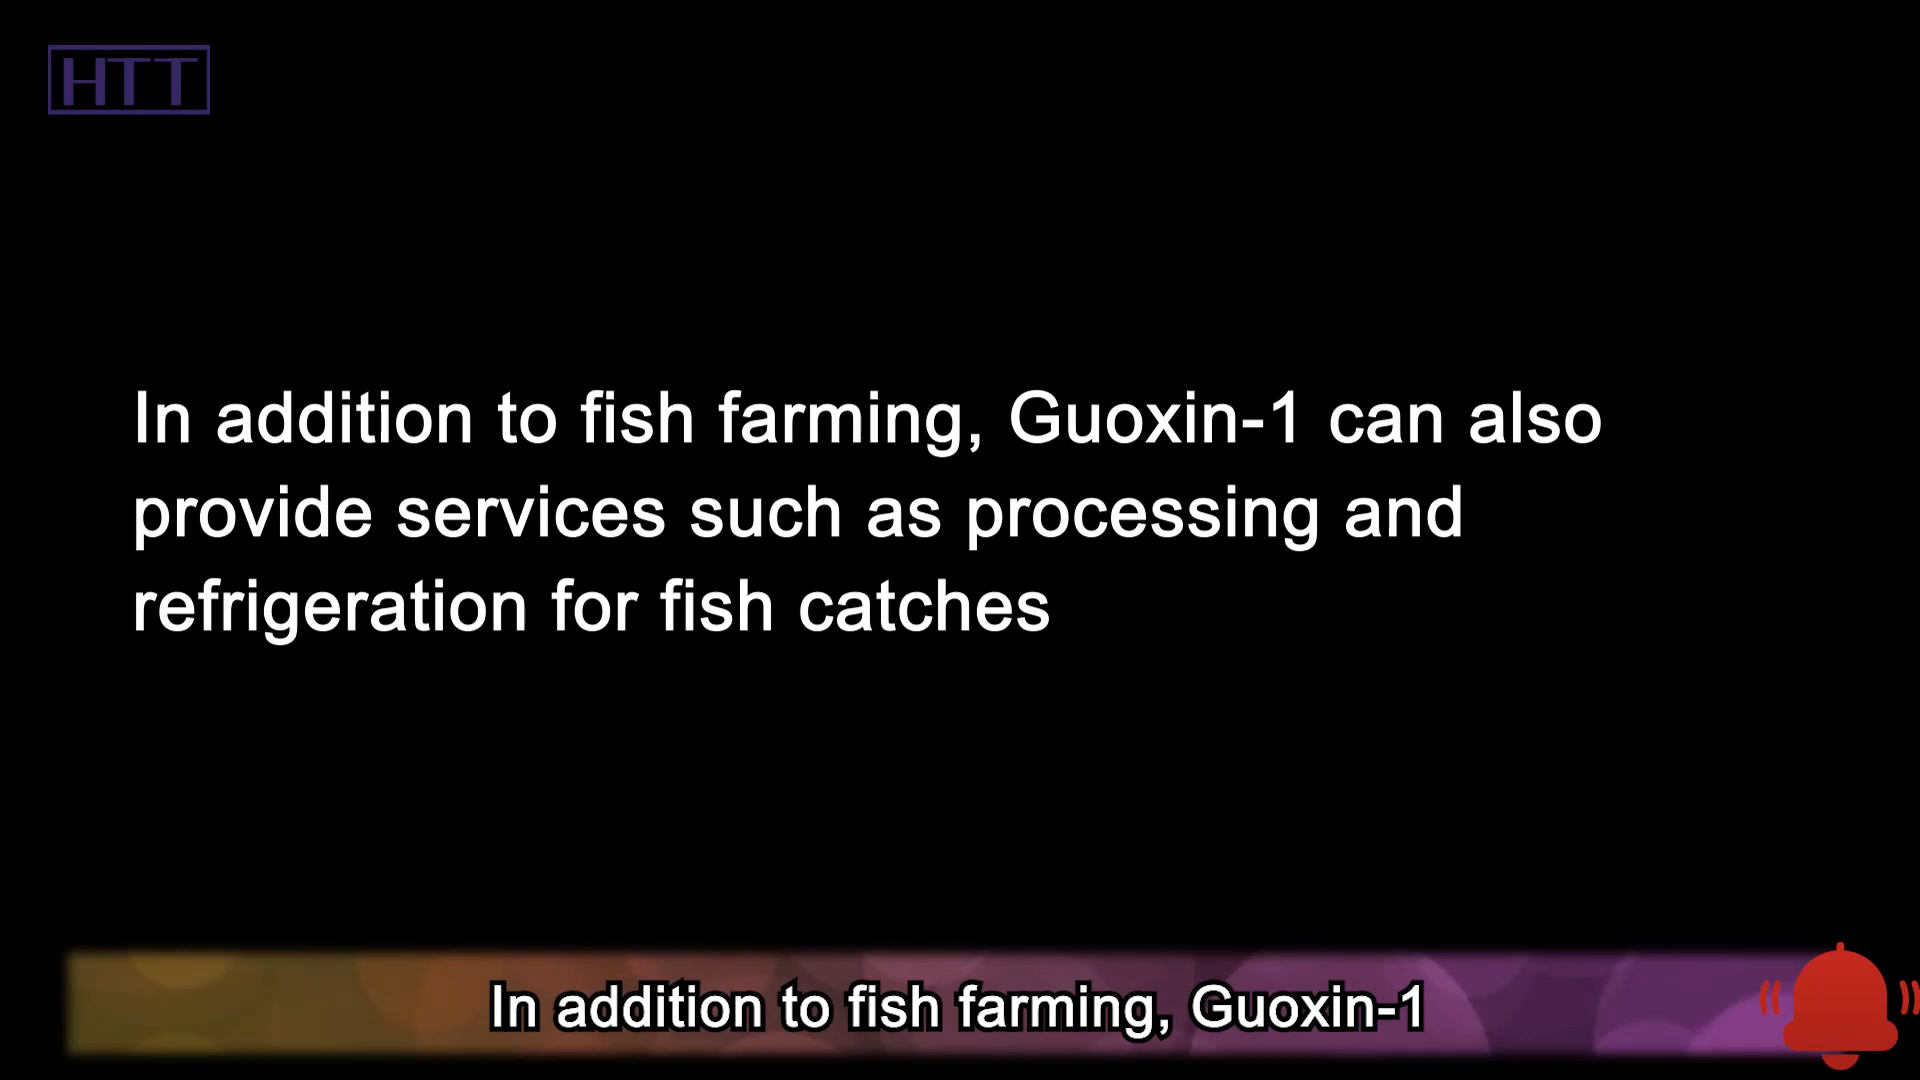 HTT
In addition to fish farming, Guoxin-1 can also
provide services such as processing and
refrigeration for fish catches
In addition to fish farming, Guoxin-1